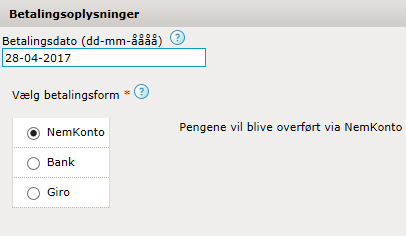 Betalingsoplysninger
Betalingsdato (dd-mm-åååå) ?
28-04-2017
Vælg betalingsform * ?
NemKonto
Pengene vil blive overført via NemKonto
Bank
Giro